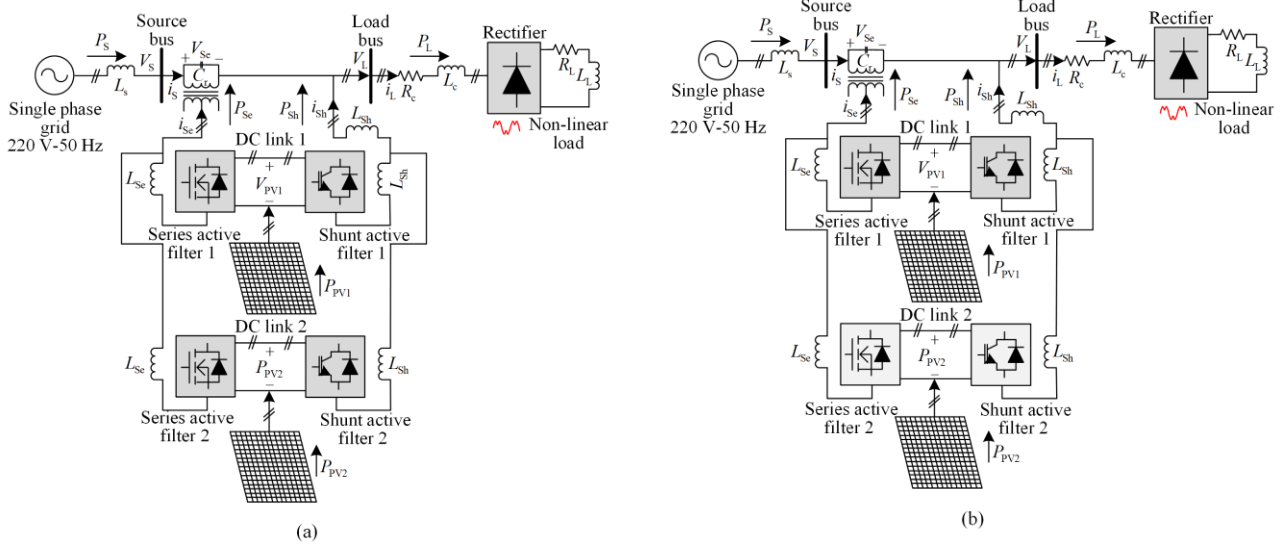 Source
bus
Load
bus
P_S
V_S
V_Se
+ −
P_L
Rectifier
L_s
i_S
C_r
V_L
i_L
R_c
L_c
R_L
L_L
Single phase
grid
220 V-50 Hz
i_Se
P_Se
P_Sh
i_Sh
L_Sh
Non-linear
load
DC link 1
L_Se
+
V_PV1
−
L_Sh
Series active
filter 1
Shunt active
filter 1
P_PV1
DC link 2
L_Se
+
P_PV2
−
L_Sh
Series active
filter 2
Shunt active
filter 2
P_PV2
(a)
Source
bus
Load
bus
P_S
V_S
V_Se
+ −
P_L
Rectifier
L_s
i_S
C_r
V_L
i_L
R_c
L_c
R_L
L_L
Single phase
grid
220 V-50 Hz
i_Se
P_Se
P_Sh
i_Sh
L_Sh
Non-linear
load
DC link 1
L_Se
+
V_PV1
−
L_Sh
Series active
filter 1
Shunt active
filter 1
P_PV1
DC link 2
L_Se
+
P_PV2
−
L_Sh
Series active
filter 2
Shunt active
filter 2
P_PV2
(b)